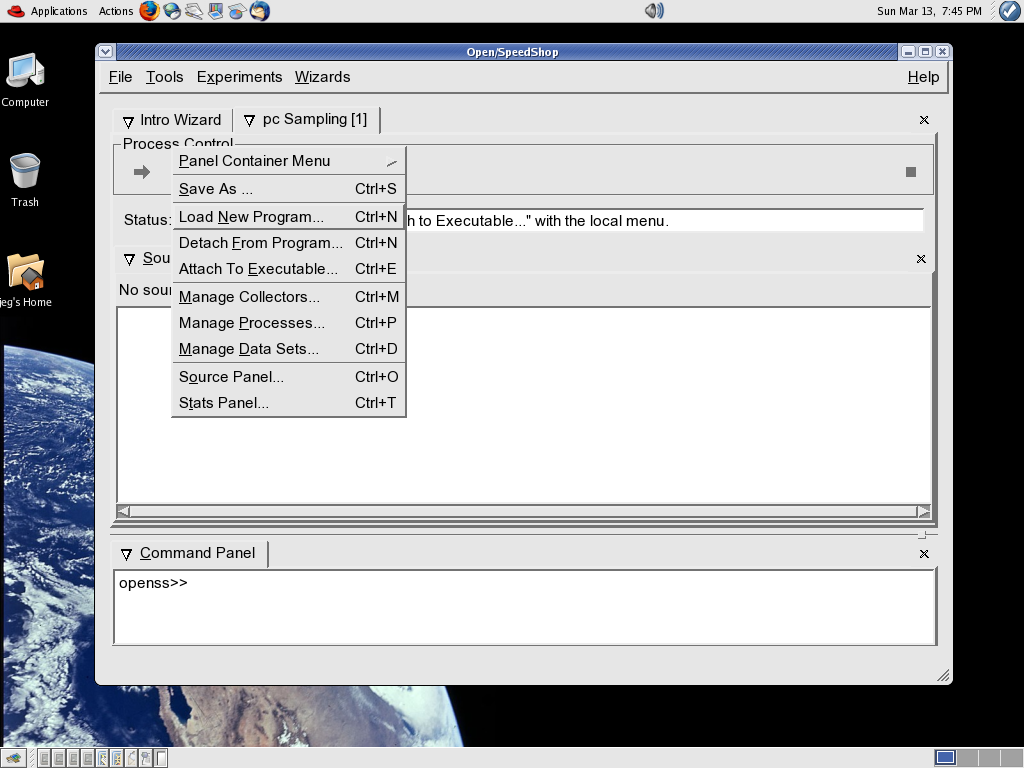 Applications Actions Sun Mar 13, 7:45 PM
Open/SpeedShop
File Tools Experiments Wizards Help
Computer
Intro Wizard pc Sampling [1]
Process Control
Panel Container Menu
Save As ... Ctrl+S
Trash
Load New Program... Ctrl+N
Status: h to Executable..." with the local menu.
Detach From Program... Ctrl+N
Sou
Attach To Executable... Ctrl+E
No sour
Manage Collectors... Ctrl+M
jeg's Home
Manage Processes... Ctrl+P
Manage Data Sets... Ctrl+D
Source Panel... Ctrl+O
Stats Panel... Ctrl+T
Command Panel
openss>>